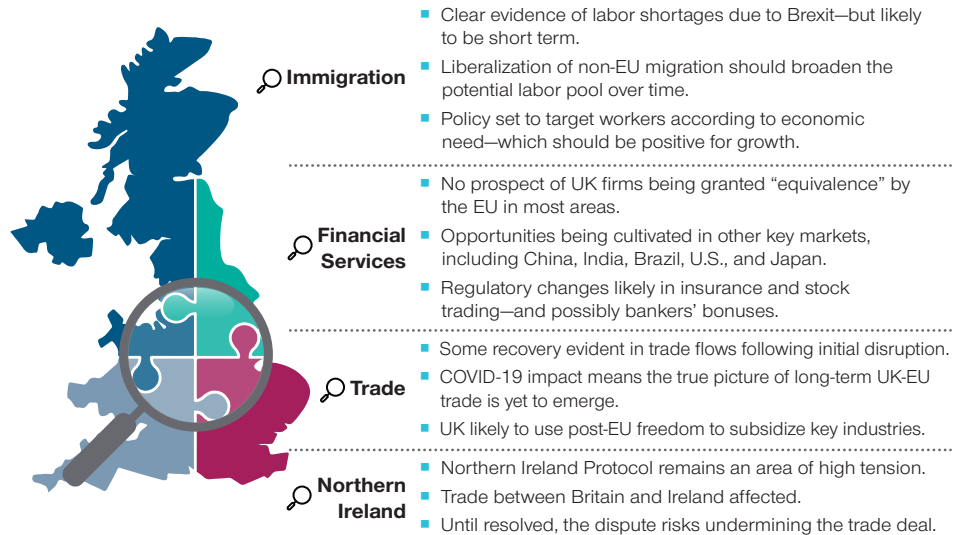 Immigration
■ Clear evidence of labor shortages due to Brexit—but likely
to be short term.
■ Liberalization of non-EU migration should broaden the
potential labor pool over time.
■ Policy set to target workers according to economic
need—which should be positive for growth.
Financial
Services
■ No prospect of UK firms being granted “equivalence” by
the EU in most areas.
■ Opportunities being cultivated in other key markets,
including China, India, Brazil, U.S., and Japan.
■ Regulatory changes likely in insurance and stock
trading—and possibly bankers’ bonuses.
Trade
■ Some recovery evident in trade flows following initial disruption.
■ COVID-19 impact means the true picture of long-term UK-EU
trade is yet to emerge.
■ UK likely to use post-EU freedom to subsidize key industries.
Northern
Ireland
■ Northern Ireland Protocol remains an area of high tension.
■ Trade between Britain and Ireland affected.
■ Until resolved, the dispute risks undermining the trade deal.